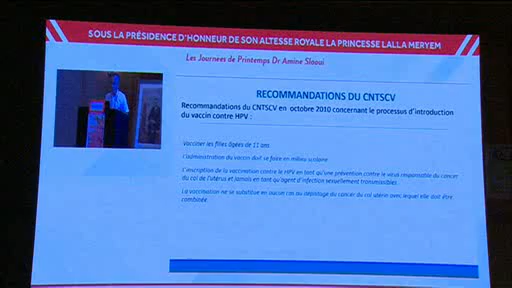 SOUS LA PRÉSIDENCE D'HONNEUR DE SON ALTESSE ROYALE LA PRINCESSE LALLA MERYEM
Les Journées de Printemps Dr Amine Slaoui
RECOMMANDATIONS DU CNTSCV
Recommandations du CNTSCV en octobre 2010 concernant le processus d'introduction
du vaccin contre HPV :
Vacciner les filles âgées de 11 ans
L'administration du vaccin doit se faire en milieu scolaire
L'inscription de la vaccination contre le HPV en tant qu'une prévention contre le virus responsable du cancer
du col de l'utérus et jamais en tant qu'agent d'infection sexuellement transmissibles.
La vaccination ne se substitue en aucun cas au dépistage du cancer du col utérin avec lequel elle doit être
combinée.